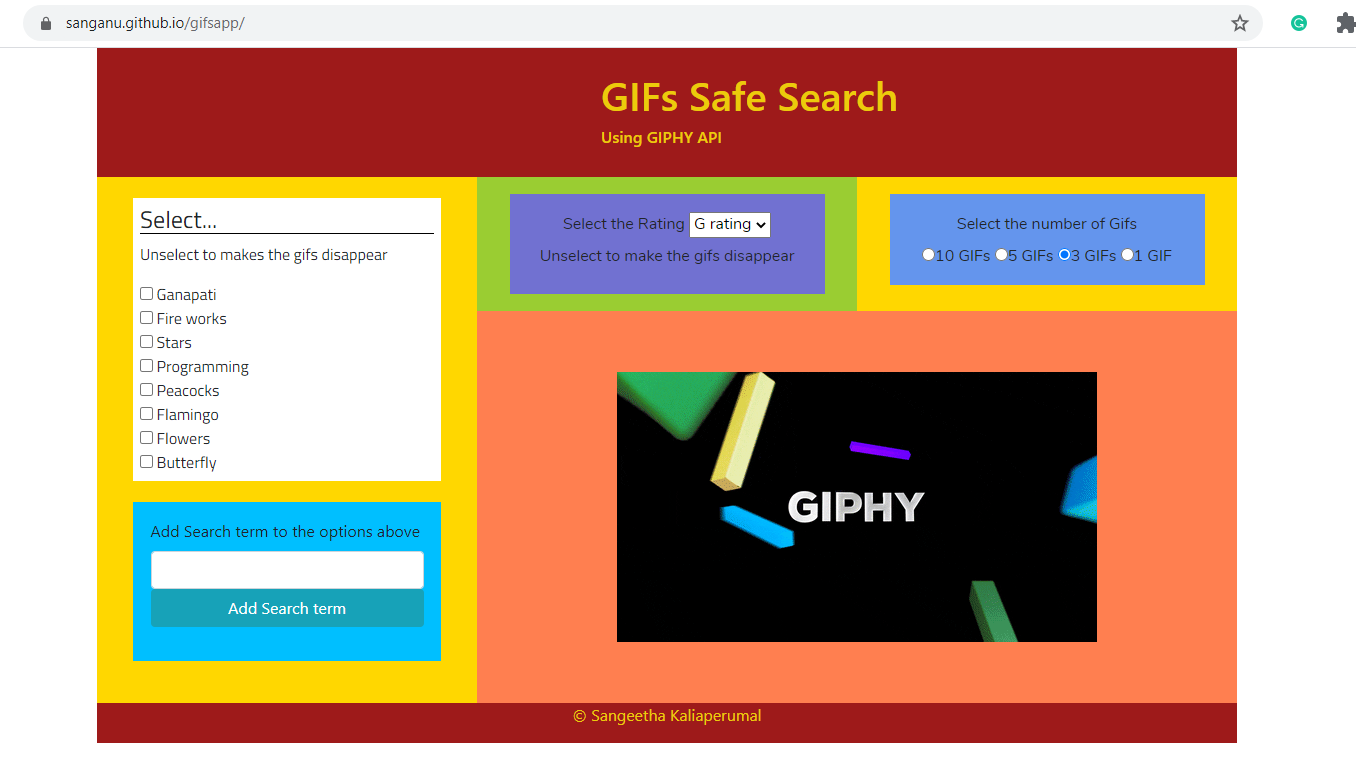 sanganu.github.io/gifsapp/
GIFs Safe Search
Using GIPHY API
Select...
Unselect to makes the gifs disappear
Ganapati
Fire works
Stars
Programming
Peacocks
Flamingo
Flowers
Butterfly
Add Search term to the options above
Add Search term
Select the Rating G rating
Unselect to make the gifs disappear
Select the number of Gifs
10 GIFs 5 GIFs 3 GIFs 1 GIF
GIPHY
© Sangeetha Kaliaperumal